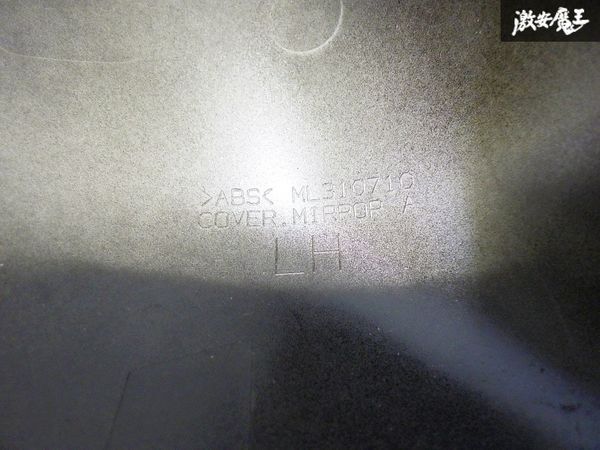 激安魔王
>ABS< ML310710
COVER.MIRROR A
LH